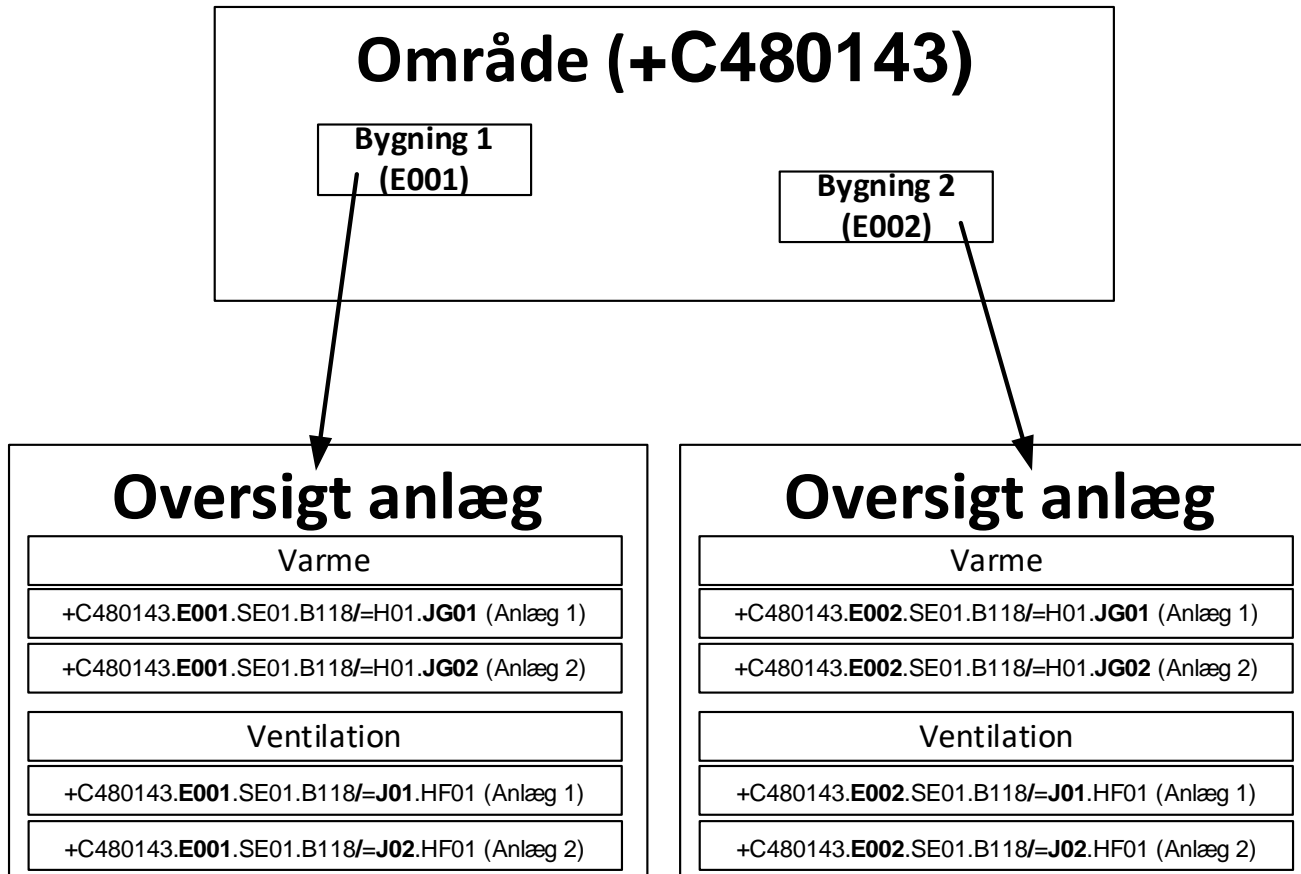 Område (+C480143)
Bygning 1
(E001)
Bygning 2
(E002)
Oversigt anlæg
Varme
+C480143.E001.SE01.B118/=H01.JG01 (Anlæg 1)
+C480143.E001.SE01.B118/=H01.JG02 (Anlæg 2)
Ventilation
+C480143.E001.SE01.B118/=J01.HF01 (Anlæg 1)
+C480143.E001.SE01.B118/=J02.HF01 (Anlæg 2)
Oversigt anlæg
Varme
+C480143.E002.SE01.B118/=H01.JG01 (Anlæg 1)
+C480143.E002.SE01.B118/=H01.JG02 (Anlæg 2)
Ventilation
+C480143.E002.SE01.B118/=J01.HF01 (Anlæg 1)
+C480143.E002.SE01.B118/=J02.HF01 (Anlæg 2)